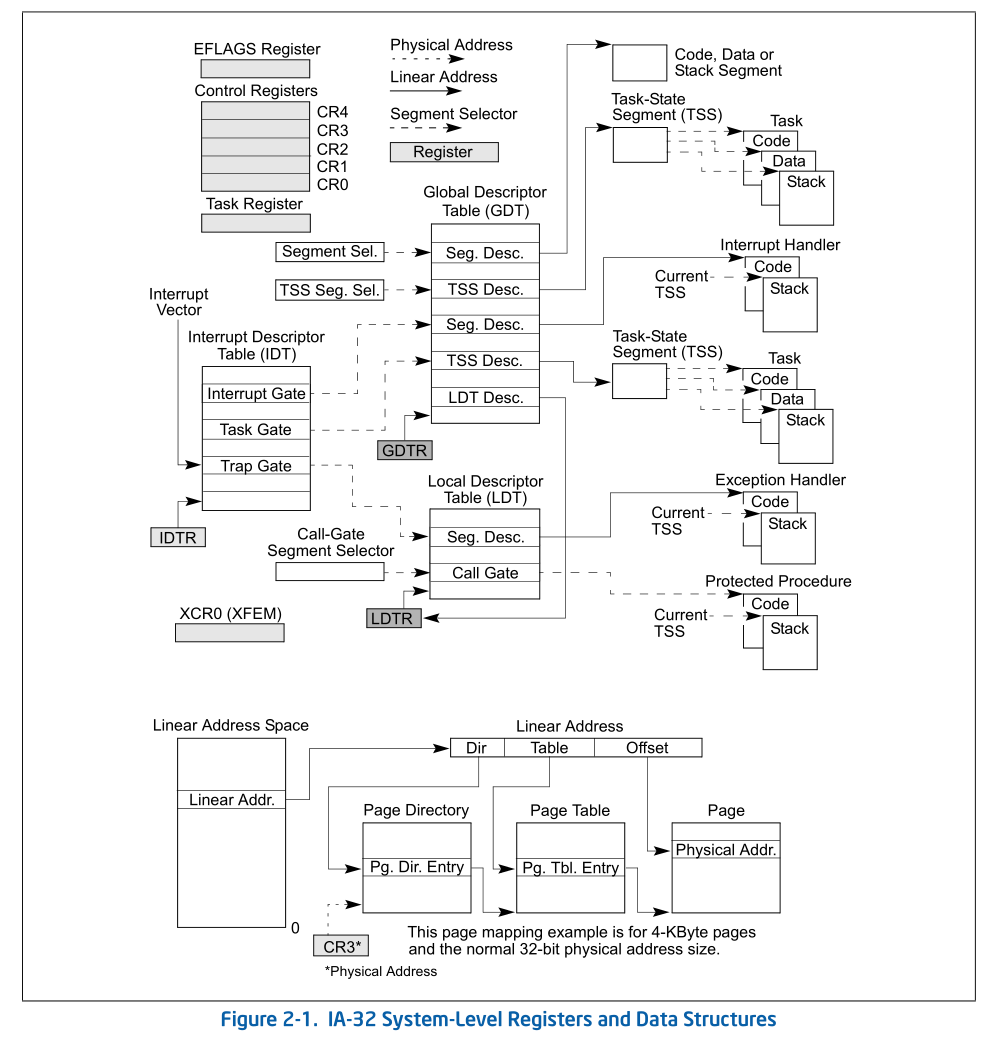 EFLAGS Register
Control Registers
CR4
CR3
CR2
CR1
CR0
Task Register
Physical Address
Linear Address
Segment Selector
Register
Code, Data or
Stack Segment
Task-State
Segment (TSS)
Task
Code
Data
Stack
Global Descriptor
Table (GDT)
Segment Sel.
Seg. Desc.
TSS Seg. Sel.
TSS Desc.
Seg. Desc.
TSS Desc.
LDT Desc.
GDTR
Interrupt Handler
Code
Current
TSS
Stack
Interrupt
Vector
Interrupt Descriptor
Table (IDT)
Interrupt Gate
Task Gate
Trap Gate
IDTR
Task-State
Segment (TSS)
Task
Code
Data
Stack
Local Descriptor
Table (LDT)
Seg. Desc.
Call Gate
Call-Gate
Segment Selector
LDTR
Exception Handler
Code
Current
TSS
Stack
Protected Procedure
Code
Current
TSS
Stack
XCR0 (XFEM)
Linear Address Space
Linear Addr.
0
Linear Address
Dir
Table
Offset
Page Directory
Pg. Dir. Entry
Page Table
Pg. Tbl. Entry
Page
Physical Addr.
CR3*
*Physical Address
This page mapping example is for 4-KByte pages
and the normal 32-bit physical address size.
Figure 2-1. IA-32 System-Level Registers and Data Structures